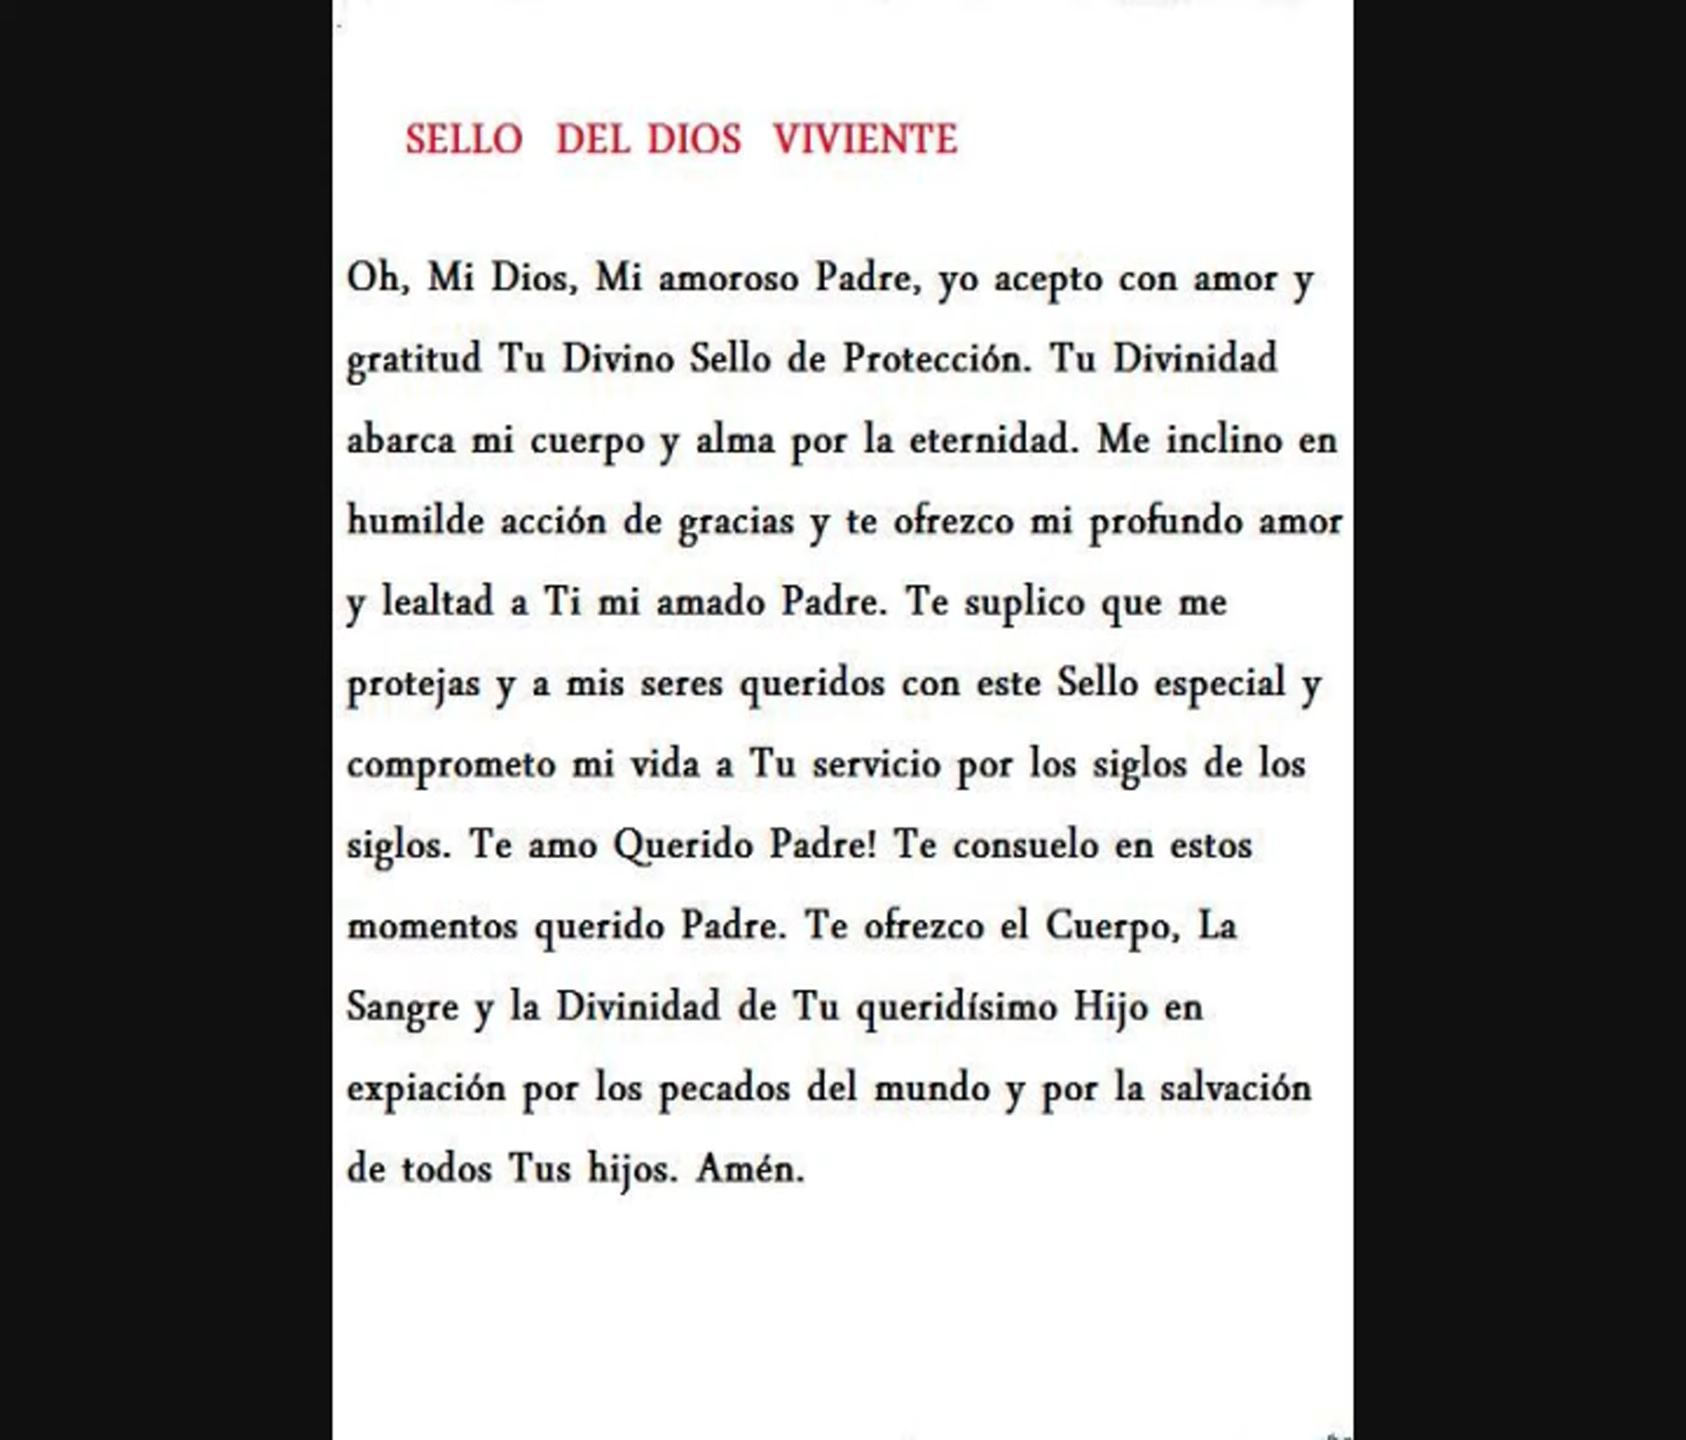 SELLO DEL DIOS VIVIENTE
Oh, Mi Dios, Mi amoroso Padre, yo acepto con amor y
gratitud Tu Divino Sello de Protección. Tu Divinidad
abarca mi cuerpo y alma por la eternidad. Me inclino en
humilde acción de gracias y te ofrezco mi profundo amor
y lealtad a Ti mi amado Padre. Te suplico que me
protejas y a mis seres queridos con este Sello especial y
comprometo mi vida a Tu servicio por los siglos de los
siglos. Te amo Querido Padre! Te consuelo en estos
momentos querido Padre. Te ofrezco el Cuerpo, La
Sangre y la Divinidad de Tu queridísimo Hijo en
expiación por los pecados del mundo y por la salvación
de todos Tus hijos. Amén.